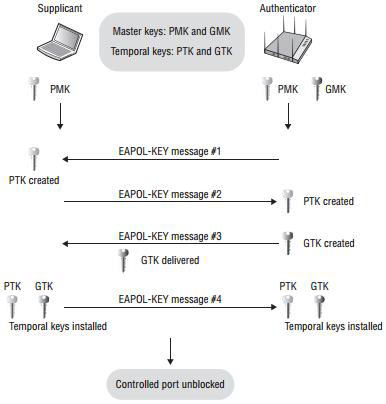 Supplicant
Authenticator
Master keys: PMK and GMK
Temporal keys: PTK and GTK
PMK
PMK
GMK
EAPOL-KEY message #1
PTK created
EAPOL-KEY message #2
PTK created
EAPOL-KEY message #3
GTK created
GTK delivered
PTK GTK
EAPOL-KEY message #4
PTK GTK
Temporal keys installed
Temporal keys installed
Controlled port unblocked